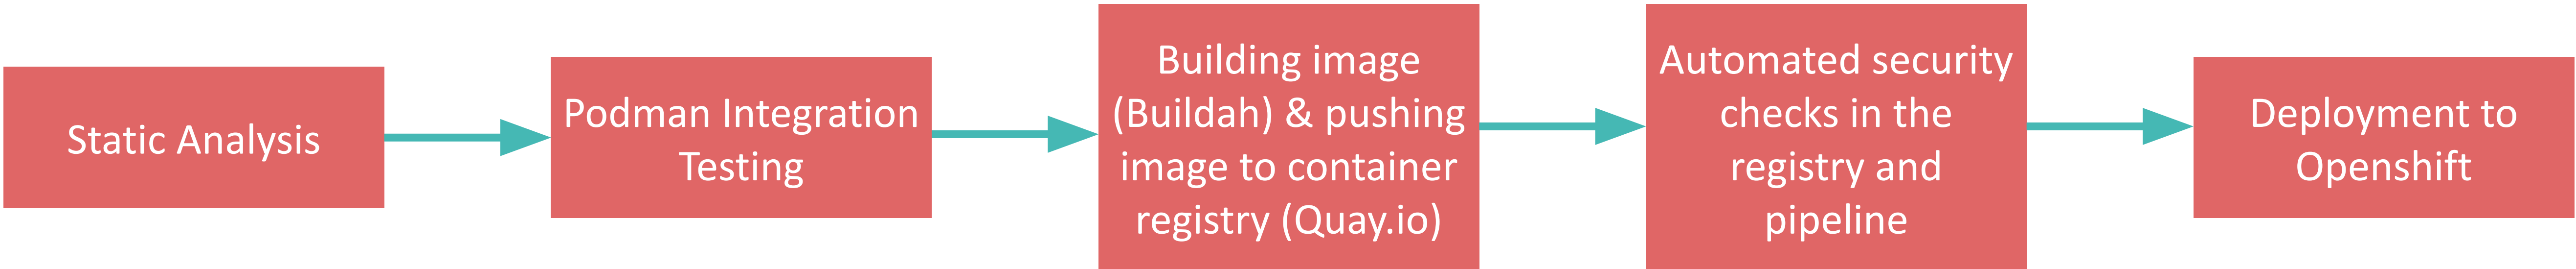 Static Analysis
Podman Integration
Testing
Building image
(Buildah) & pushing
image to container
registry (Quay.io)
Automated security
checks in the
registry and
pipeline
Deployment to
Openshift